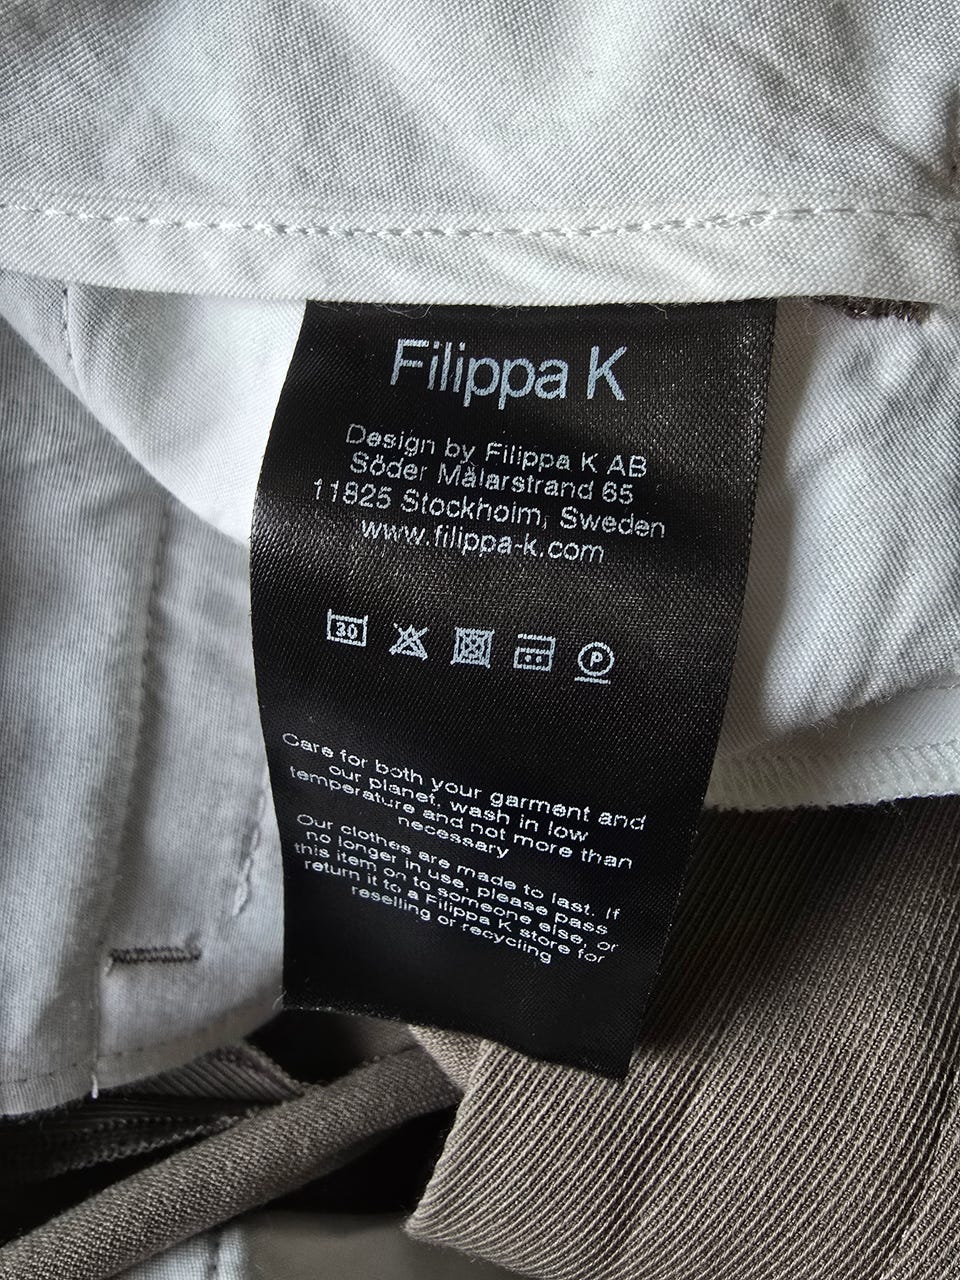 Filippa K
Design by Filippa K AB
Söder Mälarstrand 65
11825 Stockholm, Sweden
www.filippa-k.com
30 P
Care for both your garment and
our planet, wash in low
temperature and not more than
necessary
Our clothes are made to last. If
no longer in use, please pass
this item on to someone else, or
return it to a Filippa K store for
reselling or recycling